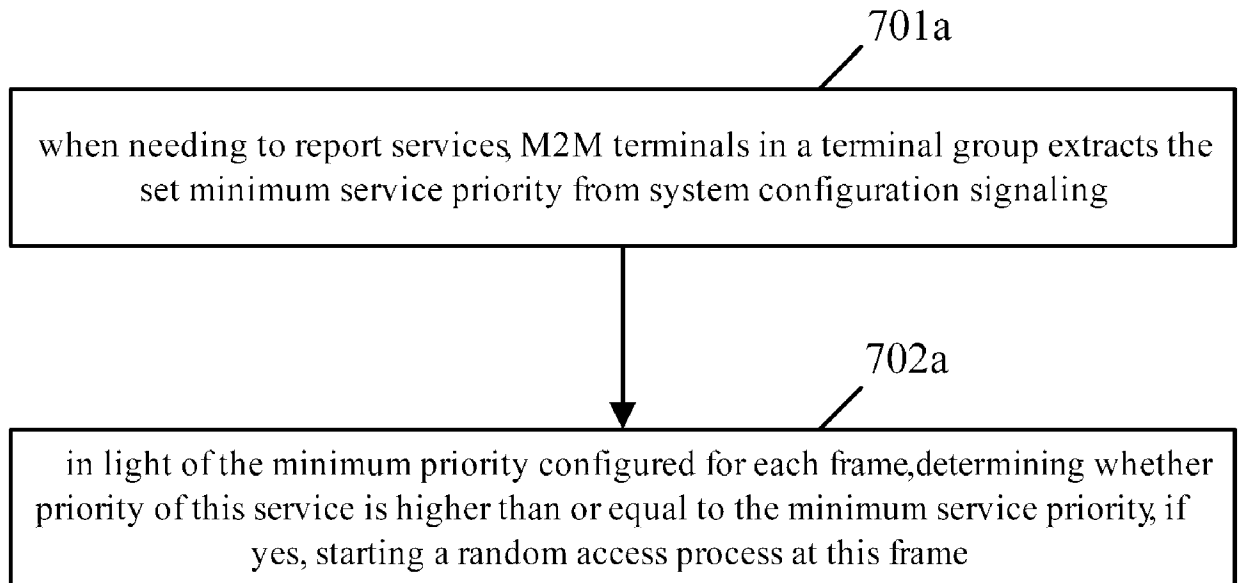 701a
when needing to report services, M2M terminals in a terminal group extracts the
set minimum service priority from system configuration signaling
702a
in light of the minimum priority configured for each frame,determining whether
priority of this service is higher than or equal to the minimum service priority, if
yes, starting a random access process at this frame